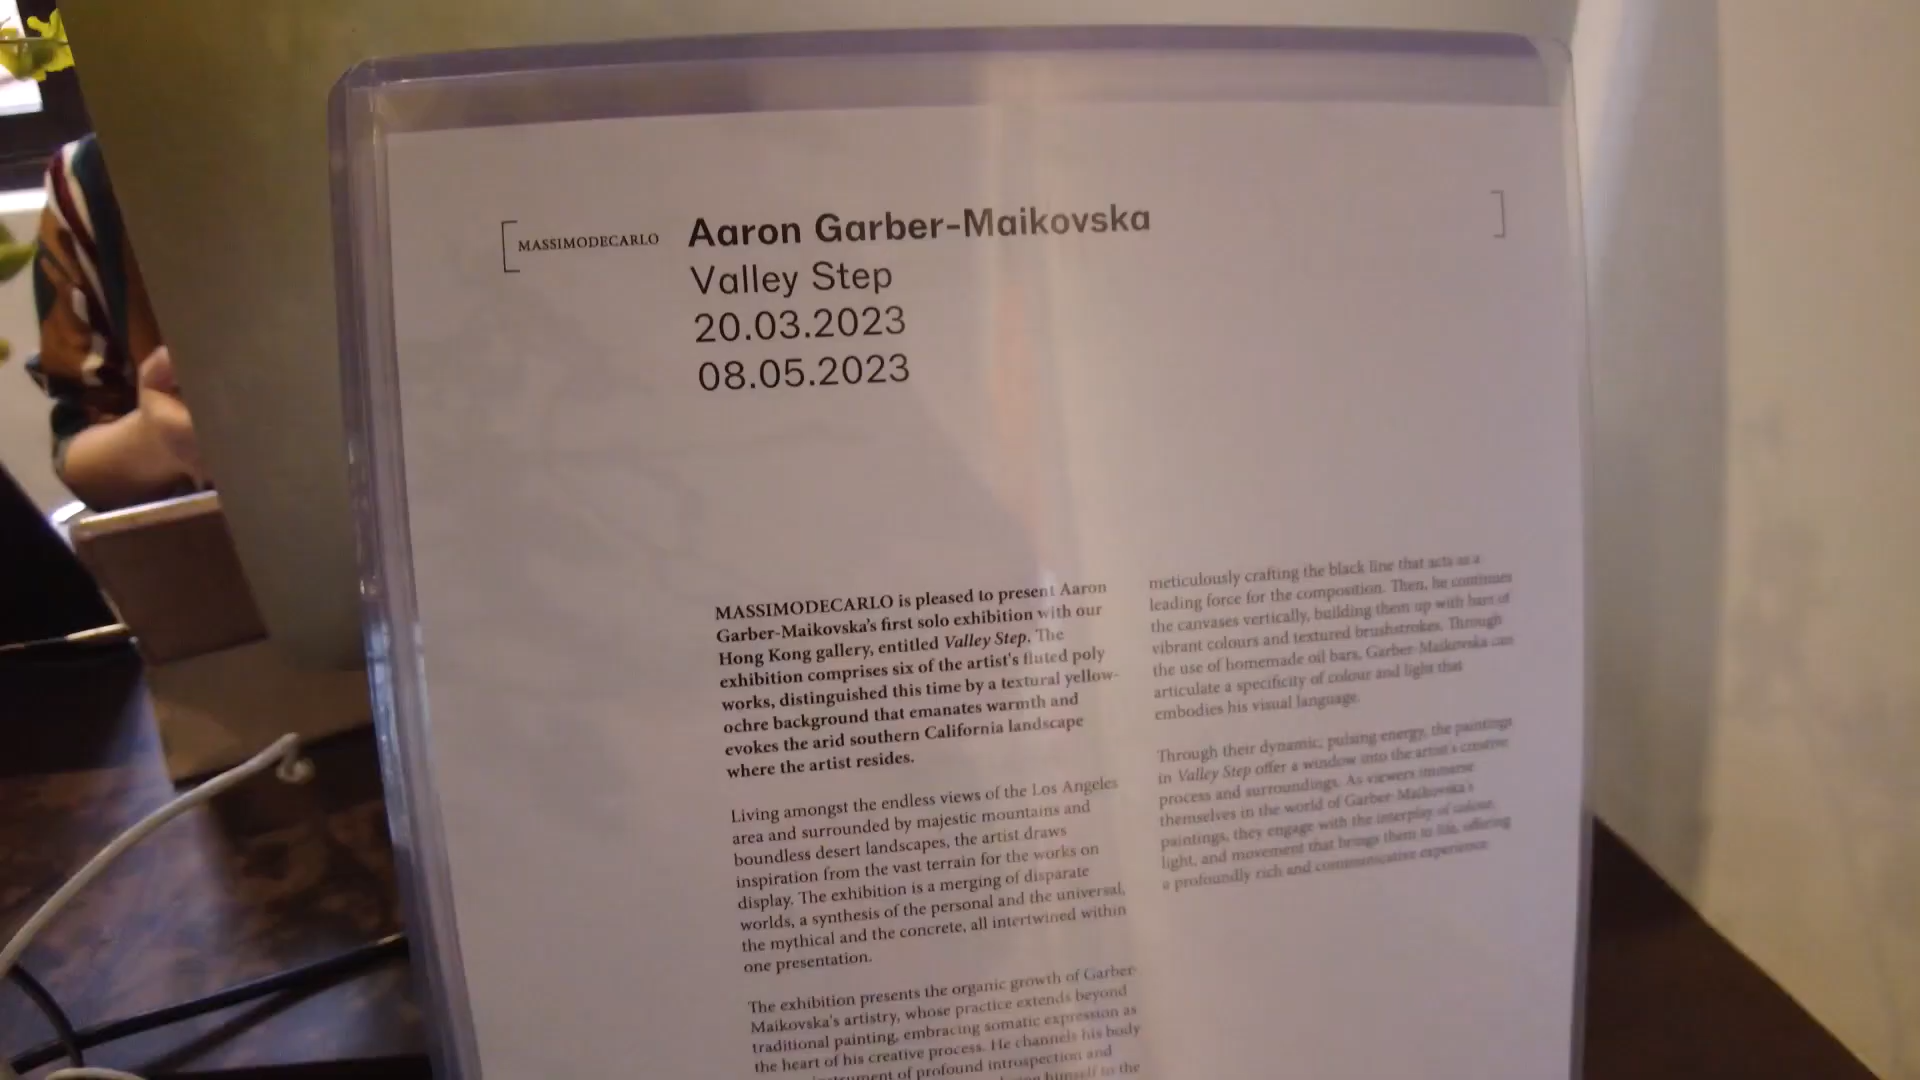 MASSIMODECARLO
Aaron Garber-Maikovska
Valley Step
20.03.2023
08.05.2023
MASSIMODECARLO is pleased to present Aaron
Garber-Maikovska's first solo exhibition with our
Hong Kong gallery, entitled Valley Step. The
exhibition comprises six of the artist's fluted poly
works, distinguished this time by a textural yellow-
ochre background that emanates warmth and
evokes the arid southern California landscape
where the artist resides.
Living amongst the endless views of the Los Angeles
area and surrounded by majestic mountains and
boundless desert landscapes, the artist draws
inspiration from the vast terrain for the works on
display. The exhibition is a merging of disparate
worlds, a synthesis of the personal and the universal,
the mythical and the concrete, all intertwined within
one presentation.
The exhibition presents the organic growth of Garber-
Maikovska's artistry, whose practice extends beyond
traditional painting, embracing somatic expression as
the heart of his creative process. He channels his body
of profound introspection and
himself to the
meticulously crafting the black line that acts as a
leading force for the composition. Then, he continues
the canvases vertically, building them up with bars of
vibrant colours and textured brushstrokes. Through
the use of homemade oil bars, Garber-Maikovska can
articulate a specificity of colour and light that
embodies his visual language.
Through their dynamic, pulsing energy, the paintings
in Valley Step offer a window into the artist's creative
process and surroundings. As viewers immerse
themselves in the world of Garber-Maikovska's
paintings, they engage with the interplay of colour,
light, and movement that brings them to life, offering
a profoundly rich and communicative experience